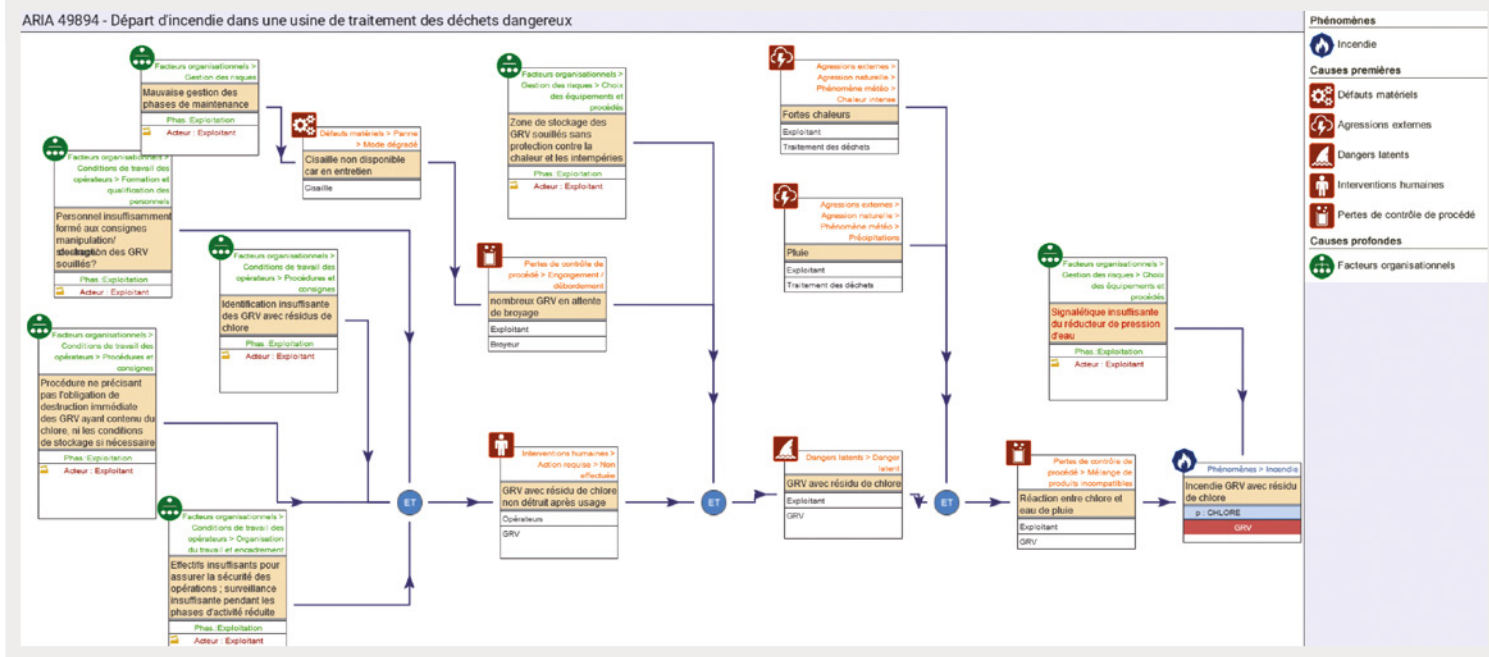 ARIA 49894 - Départ d'incendie dans une usine de traitement des déchets dangereux
Facteurs organisationnels >
Gestion des risques
Mauvaise gestion des
phases de maintenance
Phas.:Exploitation
Acteur : Exploitant
Facteurs organisationnels >
Conditions de travail des
opérateurs > Formation et
qualification des
personnels
Personnel insuffisamment
formé aux consignes
manipulation/
des GRV
souillés?
Phas.:Exploitation
Acteur : Exploitant
Défauts matériels > Panne
> Mode dégradé
Cisaille non disponible
car en entretien
Cisaille
Facteurs organisationnels >
Conditions de travail des
opérateurs > Procédures et
consignes
Identification insuffisante
des GRV avec résidus de
chlore
Phas.:Exploitation
Acteur : Exploitant
Facteurs organisationnels >
Conditions de travail des
opérateurs > Procédures et
consignes
Procédure ne précisant
pas l'obligation de
destruction immédiate
des GRV ayant contenu du
chlore, ni les conditions
de stockage si nécessaire
Phas.:Exploitation
Acteur : Exploitant
Facteurs organisationnels >
Conditions de travail des
opérateurs > Organisation
du travail et encadrement
Effectifs insuffisants pour
assurer la sécurité des
opérations ; surveillance
insuffisante pendant les
phases d'activité réduite
Phas.:Exploitation
Acteur : Exploitant
ET
Facteurs organisationnels >
Gestion des risques > Choix
des équipements et
procédés
Zone de stockage des
GRV souillés sans
protection contre la
chaleur et les intempéries
Phas.:Exploitation
Acteur : Exploitant
Pertes de contrôle de
procédé > Engagement /
débordement
nombreux GRV en attente
de broyage
Exploitant
Broyeur
Interventions humaines >
Action requise > Non
effectuée
GRV avec résidu de chlore
non détruit après usage
Opérateurs
GRV
ET
Agressions externes >
Agression naturelle >
Phénomène météo >
Chaleur intense
Fortes chaleurs
Exploitant
Traitement des déchets
Agressions externes >
Agression naturelle >
Phénomène météo >
Précipitations
Pluie
Exploitant
Traitement des déchets
Dangers latents > Danger
latent
GRV avec résidu de chlore
Exploitant
GRV
ET
Facteurs organisationnels >
Gestion des risques > Choix
des équipements et
procédés
Signalétique insuffisante
du réducteur de pression
d'eau
Phas.:Exploitation
Acteur : Exploitant
Pertes de contrôle de
procédé > Mélange de
produits incompatibles
Réaction entre chlore et
eau de pluie
Exploitant
GRV
Phénomènes > Incendie
Incendie GRV avec résidu
de chlore
p : CHLORE
GRV
Phénomènes
Incendie
Causes premières
Défauts matériels
Agressions externes
Dangers latents
Interventions humaines
Pertes de contrôle de procédé
Causes profondes
Facteurs organisationnels